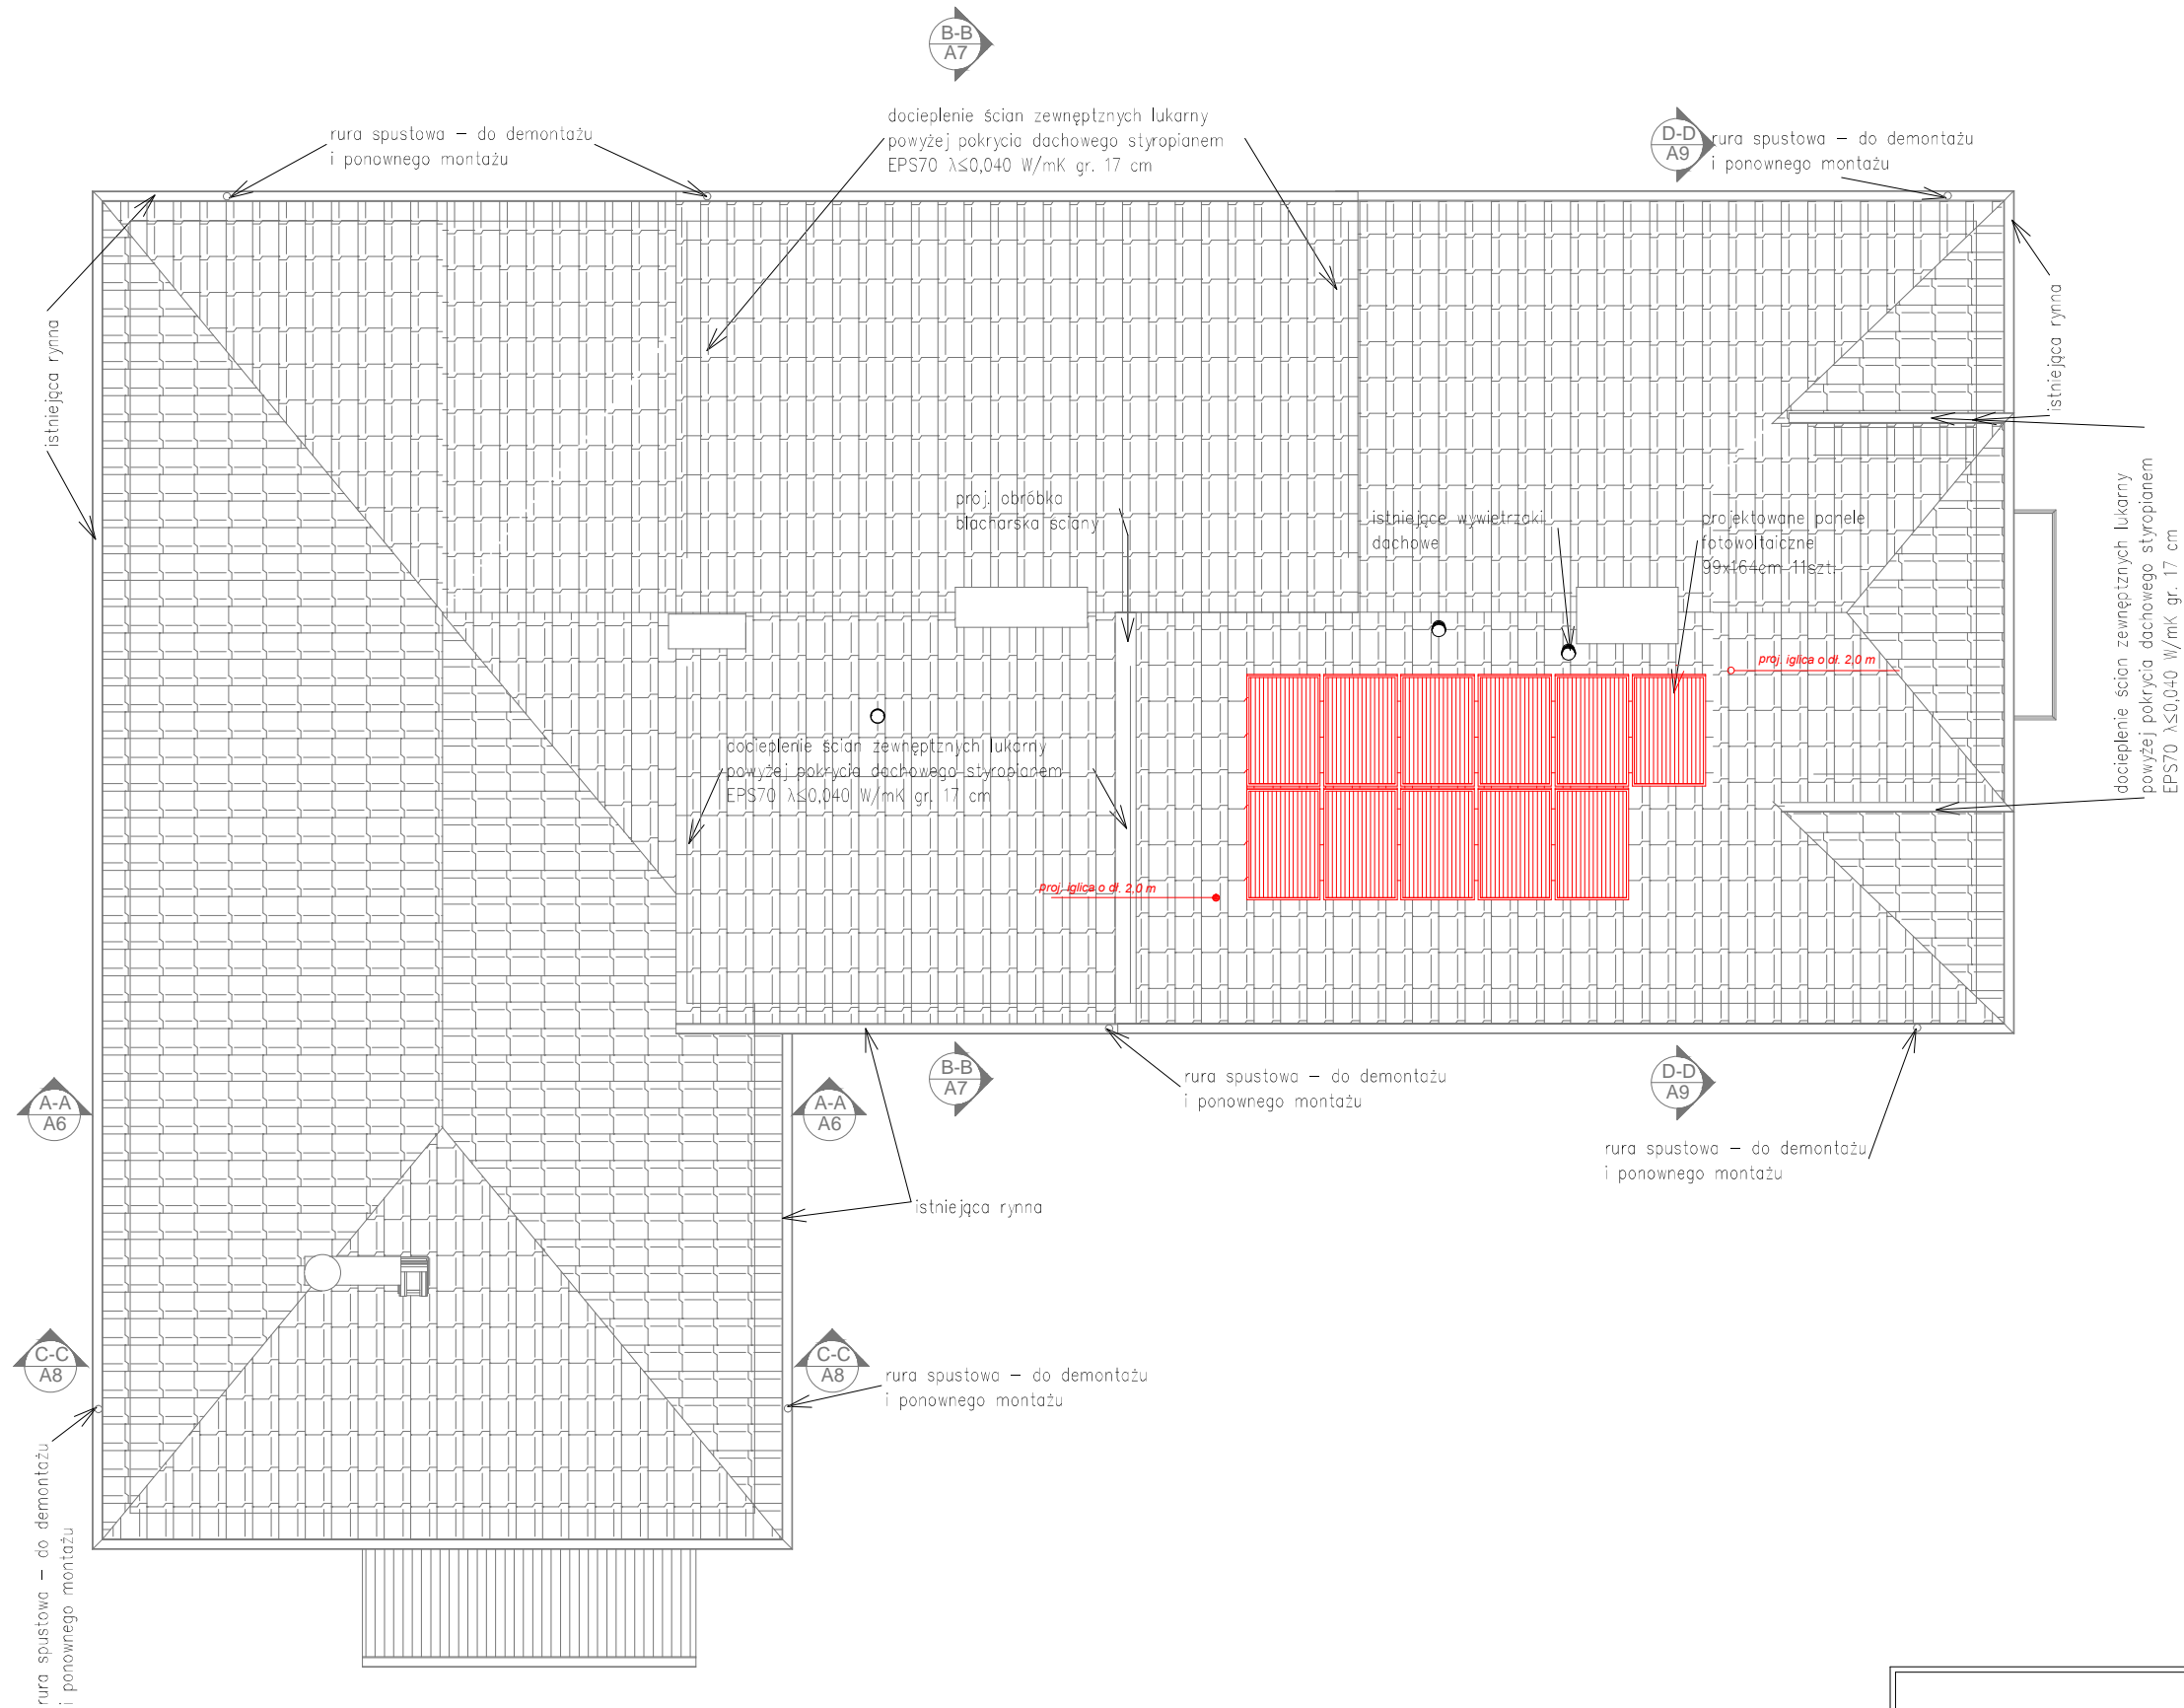 B-B
A7
docieplenie ścian zewnęptznych lukarny
powyżej pokrycia dachowego styropianem
EPS70 λ≤0,040 W/mK gr. 17 cm
rura spustowa – do demontażu
i ponownego montażu
D-D
A9
rura spustowa – do demontażu
i ponownego montażu
istniejąca rynna
istniejąca rynna
proj. obróbka
blacharska ściany
istniejące wywietrzaki
dachowe
projektowane panele
fotowoltaiczne
99x164cm 11szt.
docieplenie ścian zewnęptznych lukarny
powyżej pokrycia dachowego styropianem
EPS70 λ≤0,040 W/mK gr. 17 cm
proj. iglica o dł. 2,0 m
docieplenie ścian zewnęptznych lukarny
powyżej pokrycia dachowego styropianem
EPS70 λ≤0,040 W/mK gr. 17 cm
proj. iglica o dł. 2,0 m
A-A
A6
A-A
A6
B-B
A7
rura spustowa – do demontażu
i ponownego montażu
D-D
A9
rura spustowa – do demontażu
i ponownego montażu
istniejąca rynna
C-C
A8
C-C
A8
rura spustowa – do demontażu
i ponownego montażu
rura spustowa – do demontażu
i ponownego montażu